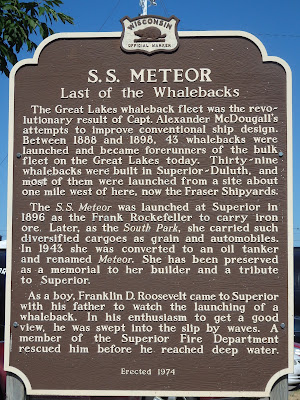 WISCONSIN
OFFICIAL MARKER
S.S. METEOR
Last of the Whalebacks
The Great Lakes whaleback fleet was the revo-
lutionary result of Capt. Alexander McDougall's
attempts to improve conventional ship design.
Between 1888 and 1898, 43 whalebacks were
launched and became forerunners of the bulk
fleet on the Great Lakes today. Thirty-nine
whalebacks were built in Superior-Duluth, and
most of them were launched from a site about
one mile west of here, now the Fraser Shipyards.
The S.S. Meteor was launched at Superior in
1896 as the Frank Rockefeller to carry iron
ore. Later, as the South Park, she carried such
diversified cargoes as grain and automobiles.
In 1943 she was converted to an oil tanker
and renamed Meteor. She has been preserved
as a memorial to her builder and a tribute
to Superior.
As a boy, Franklin D. Roosevelt came to Superior
with his father to watch the launching of a
whaleback. In his enthusiasm to get a good
view, he was swept into the slip by waves. A
member of the Superior Fire Department
rescued him before he reached deep water.
Erected 1974